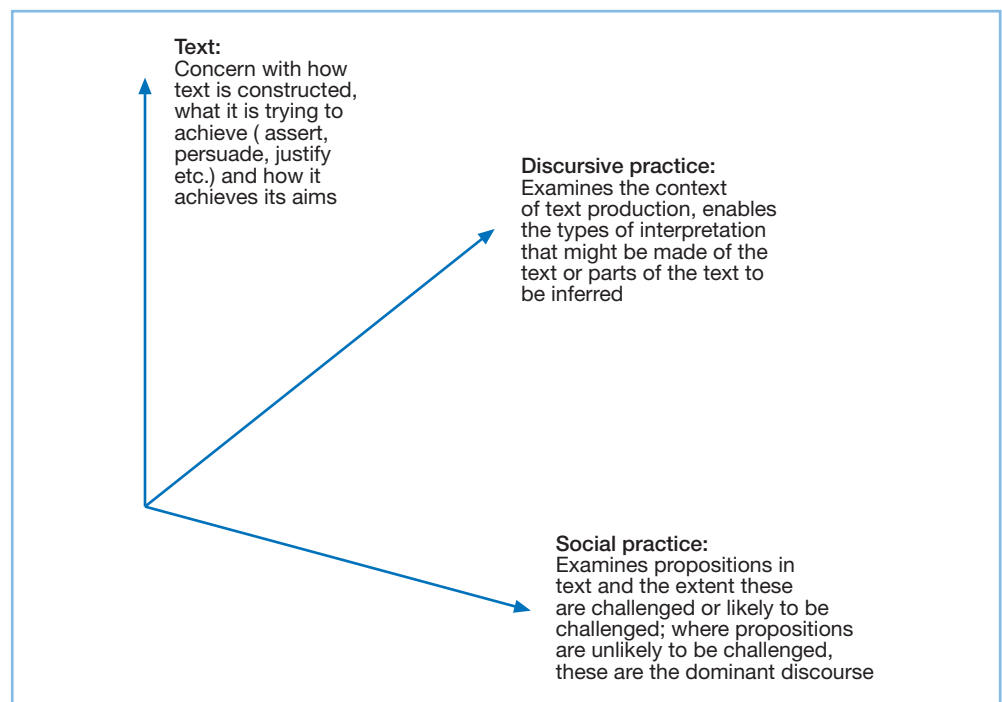 Text:
Concern with how
text is constructed,
what it is trying to
achieve ( assert,
persuade, justify
etc.) and how it
achieves its aims
Discursive practice:
Examines the context
of text production, enables
the types of interpretation
that might be made of the
text or parts of the text to
be inferred
Social practice:
Examines propositions in
text and the extent these
are challenged or likely to be
challenged; where propositions
are unlikely to be challenged,
these are the dominant discourse